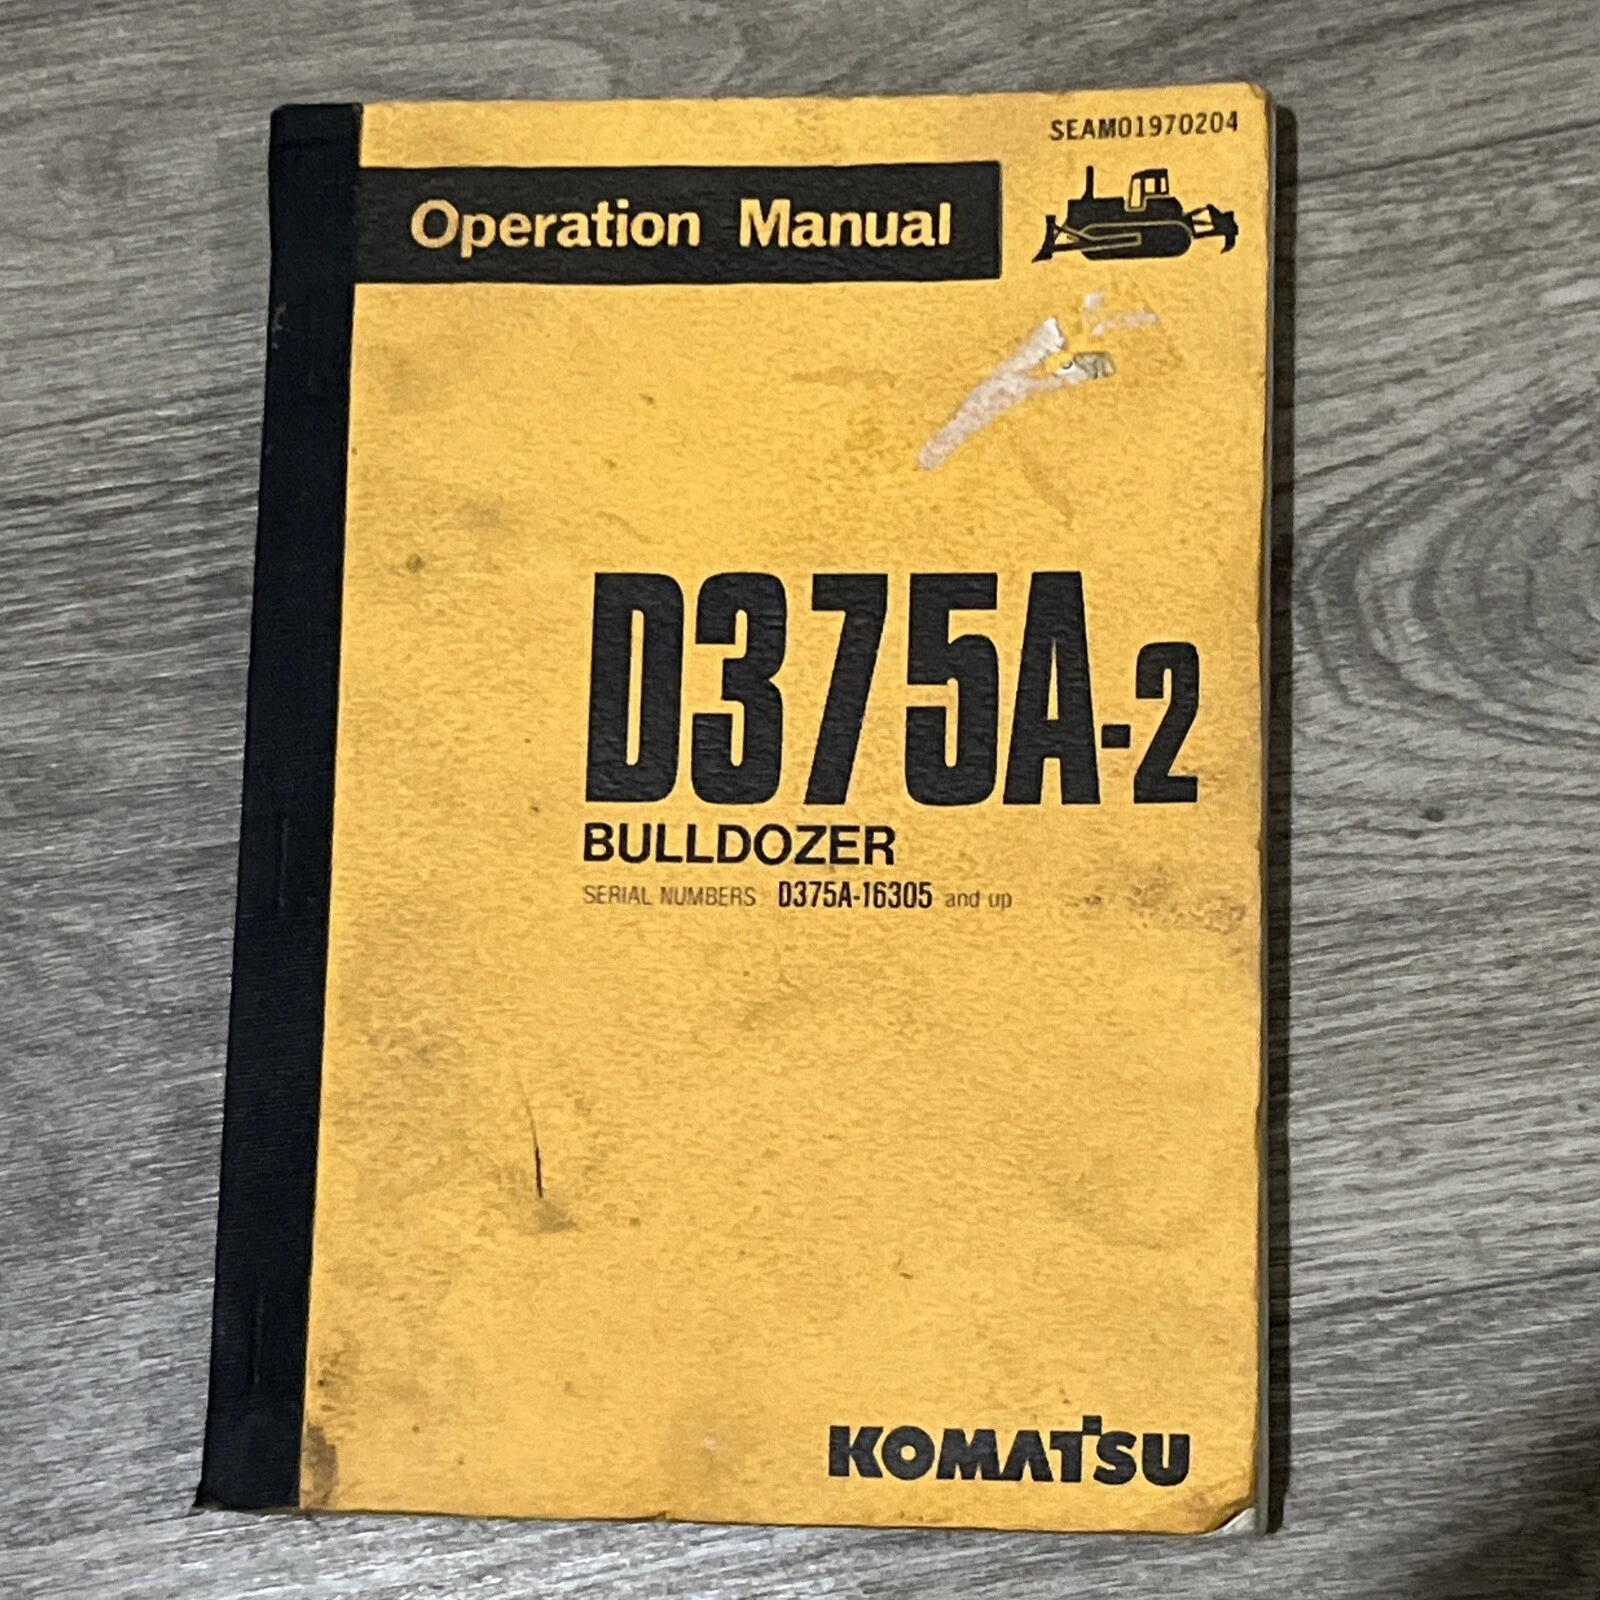 SEAM01970204
Operation Manual
D375A-2
BULLDOZER
SERIAL NUMBERS D375A-16305 and up
KOMATSU